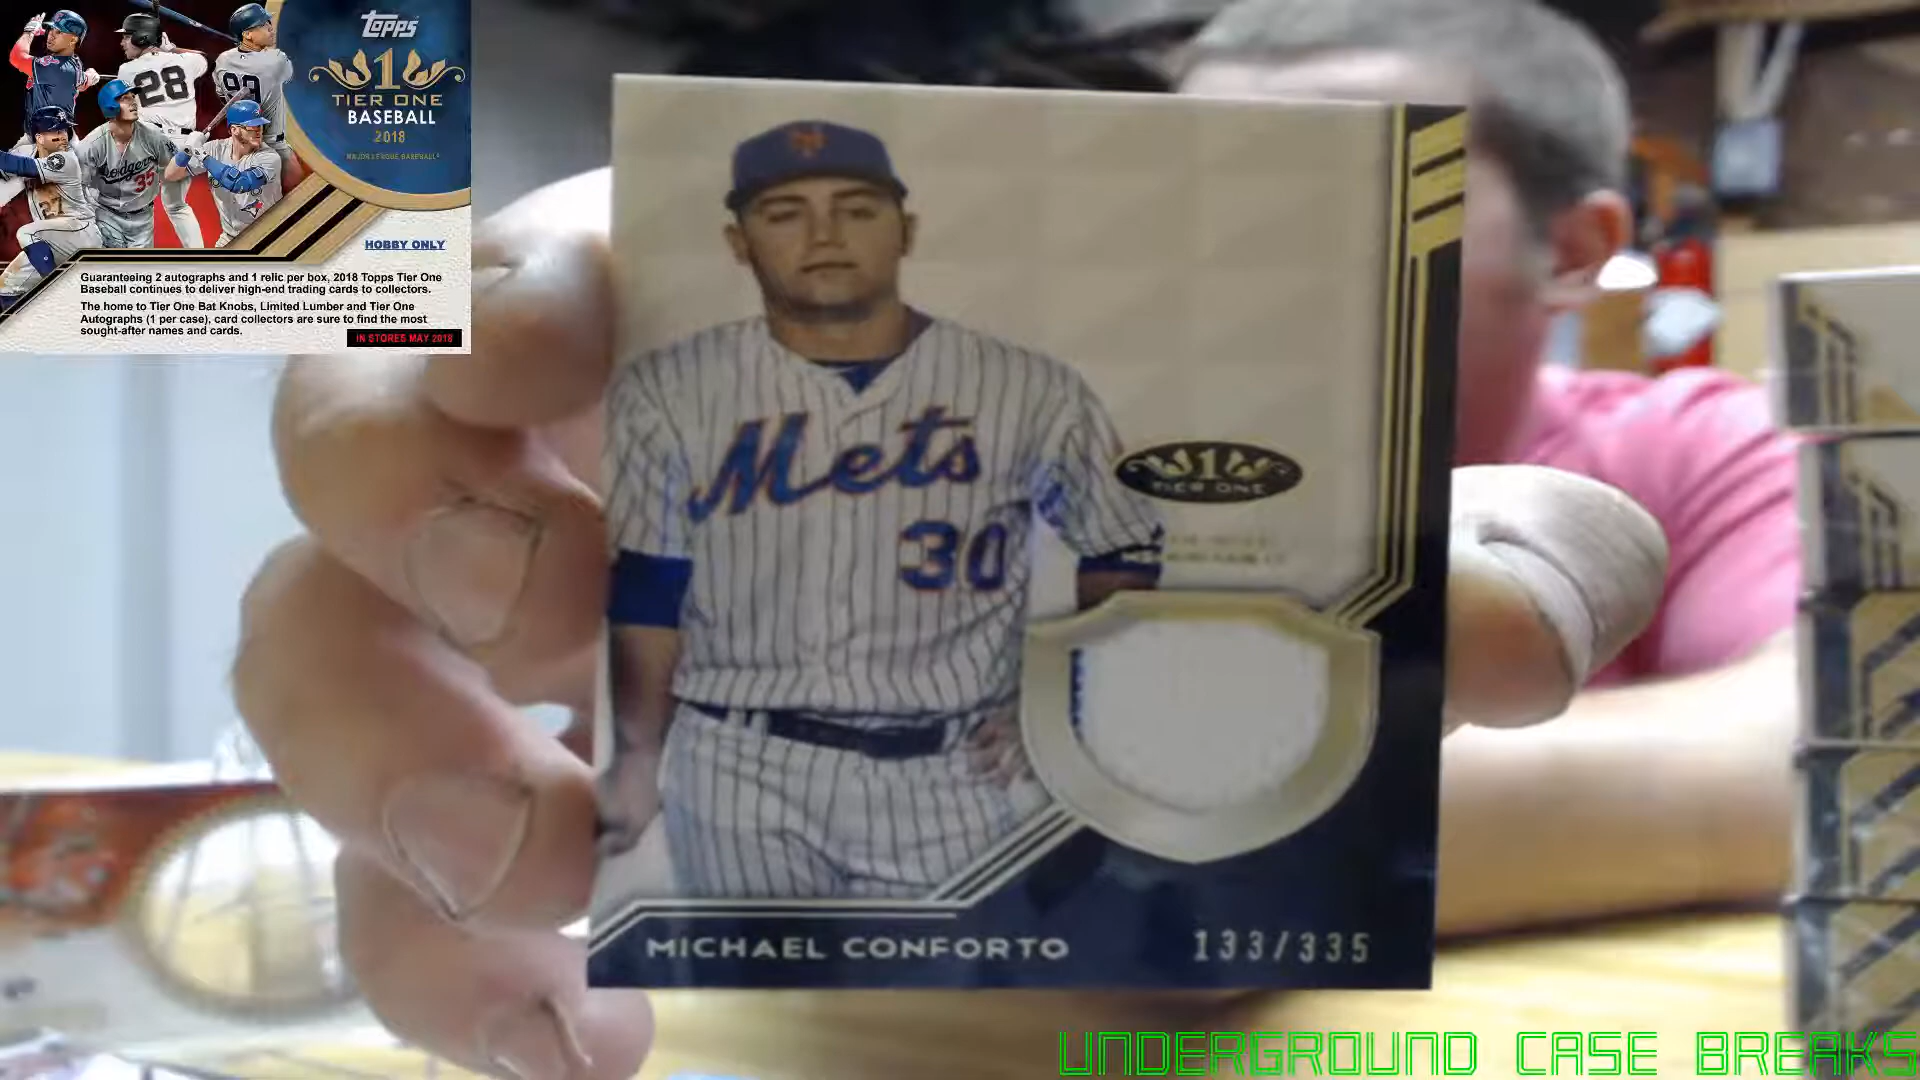 Topps
1
TIER ONE
BASEBALL
2018
MAJOR LEAGUE BASEBALL
28
93
Dodgers
35
HOBBY ONLY
Guaranteeing 2 autographs and 1 relic per box, 2018 Topps Tier One
Baseball continues to deliver high-end trading cards to collectors.
The home to Tier One Bat Knobs, Limited Lumber and Tier One
Autographs (1 per case), card collectors are sure to find the most
sought-after names and cards.
IN STORES MAY 2018
Mets
30
1
TIER ONE
MICHAEL CONFORTO
133/335
UNDERGROUND CASE BREAKS